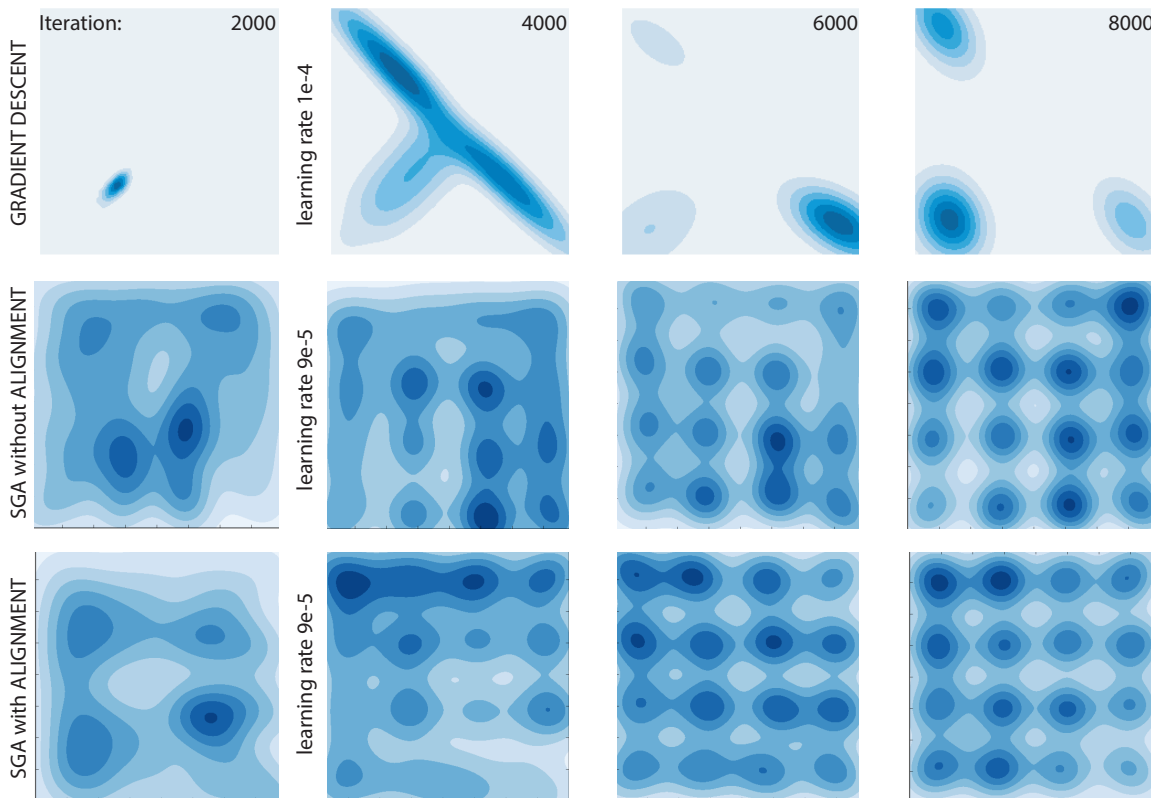 Iteration: 2000
4000
6000
8000
GRADIENT DESCENT
learning rate 1e-4
SGA without ALIGNMENT
learning rate 9e-5
SGA with ALIGNMENT
learning rate 9e-5